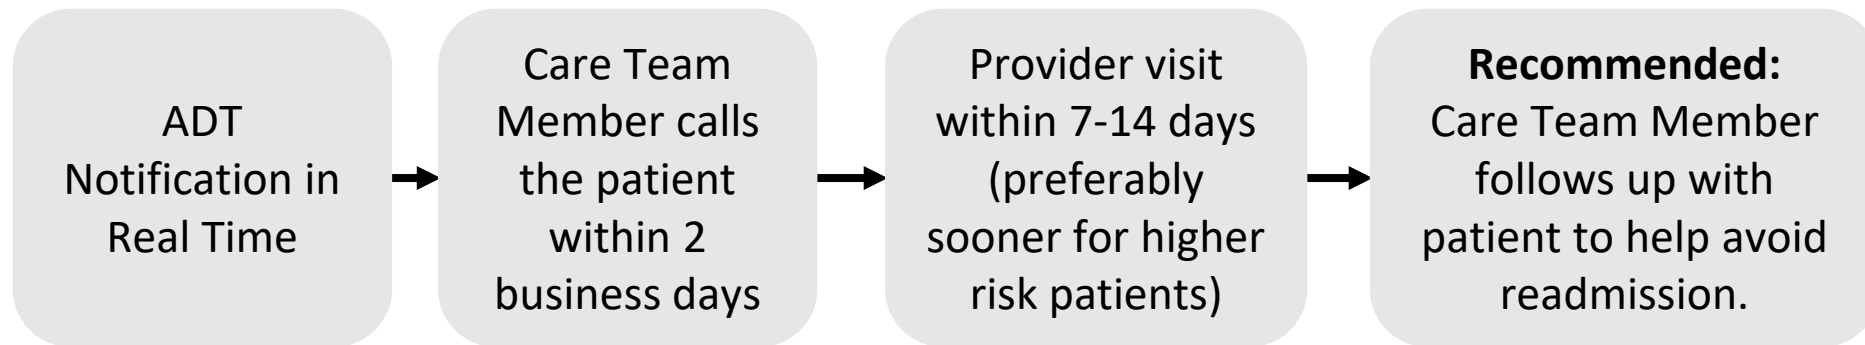 ADT
Notification in
Real Time
Care Team
Member calls
the patient
within 2
business days
Provider visit
within 7-14 days
(preferably
sooner for higher
risk patients)
Recommended:
Care Team Member
follows up with
patient to help avoid
readmission.